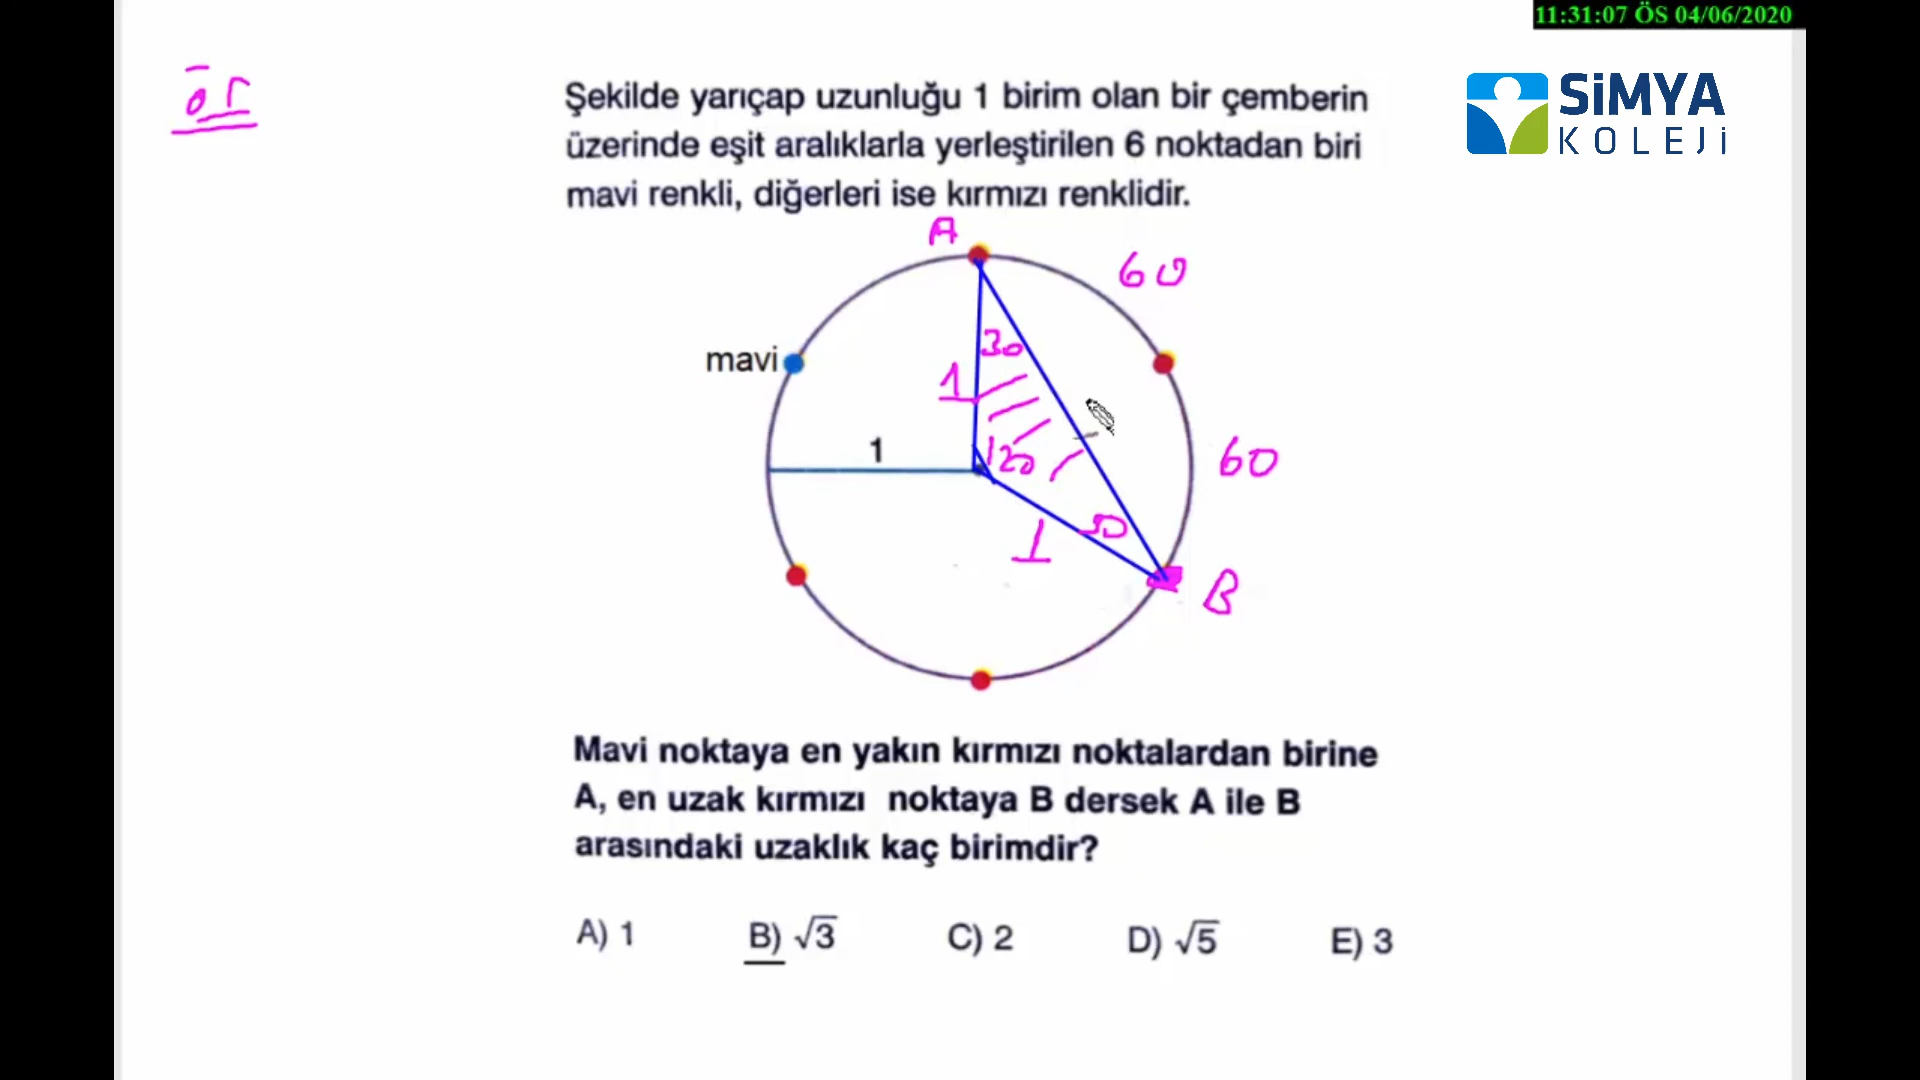 11:31:07 ÖS 04/06/2020
ör
SiMYA
KOLEJi
Şekilde yarıçap uzunluğu 1 birim olan bir çemberin
üzerinde eşit aralıklarla yerleştirilen 6 noktadan biri
mavi renkli, diğerleri ise kırmızı renklidir.
A
60
mavi
30
1
1
120
60
30
1
B
Mavi noktaya en yakın kırmızı noktalardan birine
A, en uzak kırmızı noktaya B dersek A ile B
arasındaki uzaklık kaç birimdir?
A) 1 B) √3 C) 2 D) √5 E) 3